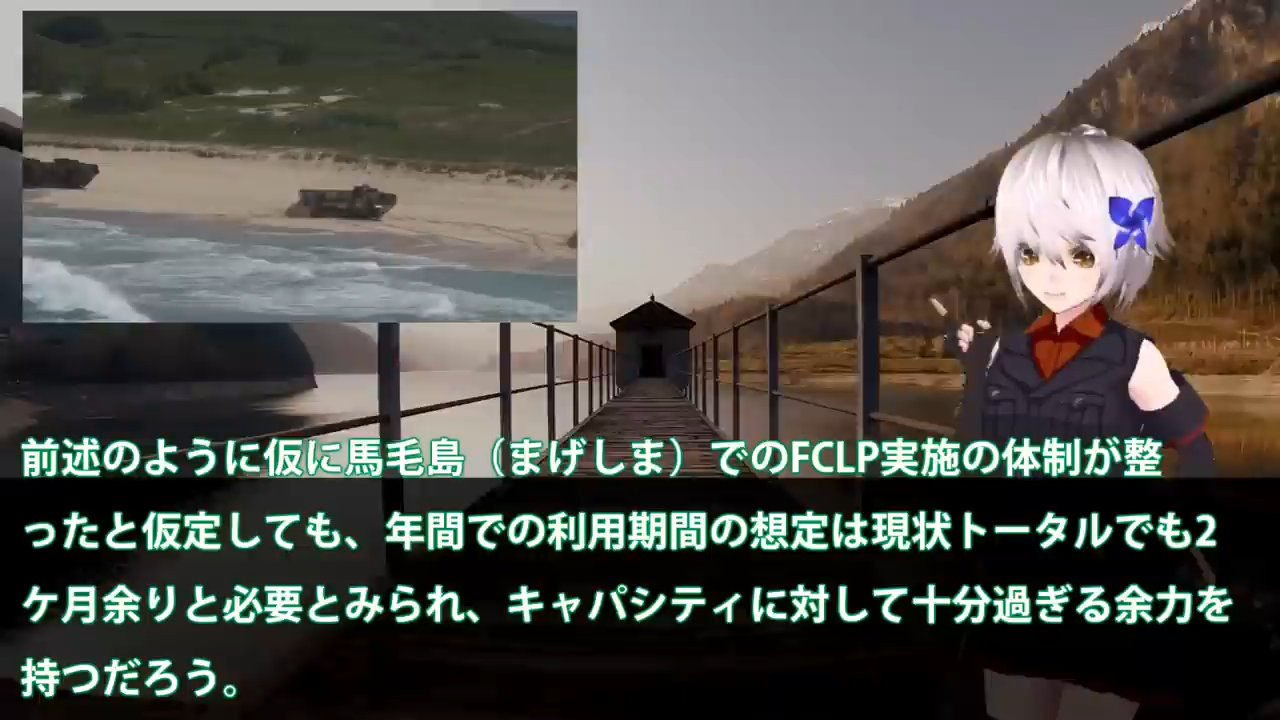 前述のように仮に馬毛島（まげしま）でのFCLP実施の体制が整
ったと仮定しても、年間での利用期間の想定は現状トータルでも2
ケ月余りと必要とみられ、キャパシティに対して十分過ぎる余力を
持つだろう。